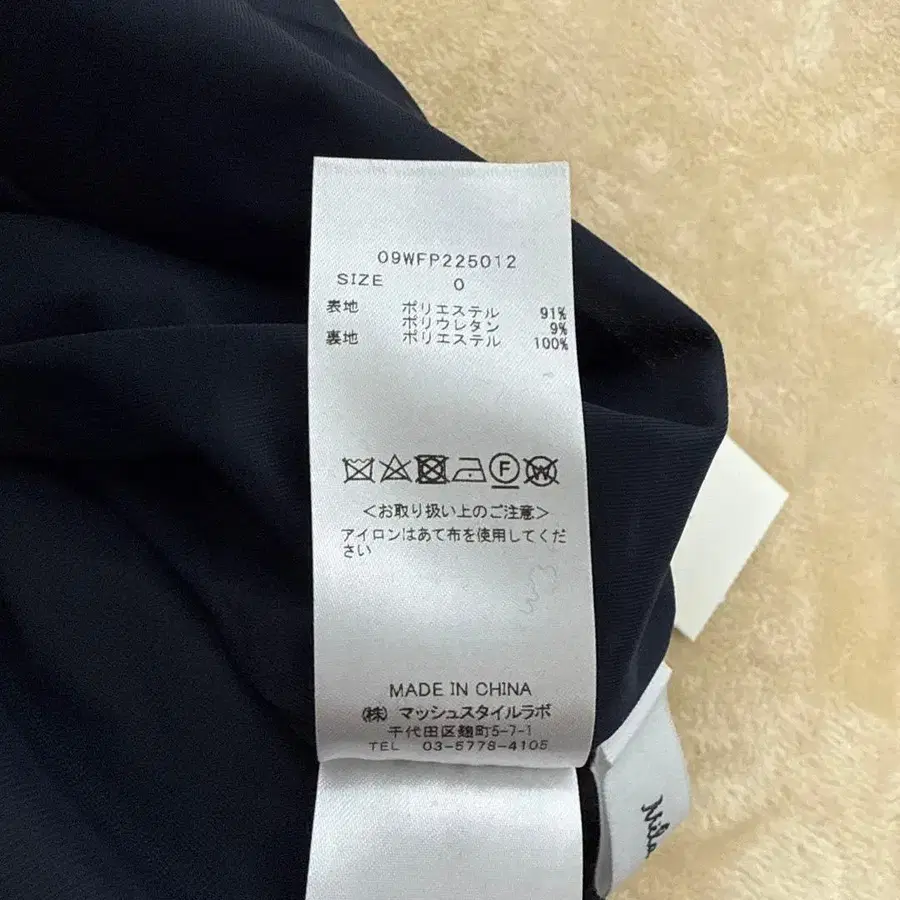 09WFP225012
SIZE 0
表地 ポリエステル 91%
ポリウレタン 9%
裏地 ポリエステル 100%
F
W
<お取り扱い上のご注意>
アイロンはあて布を使用してくだ
さい
MADE IN CHINA
(株) マッシュスタイルラボ
千代田区麹町5-7-1
TEL 03-5778-4105